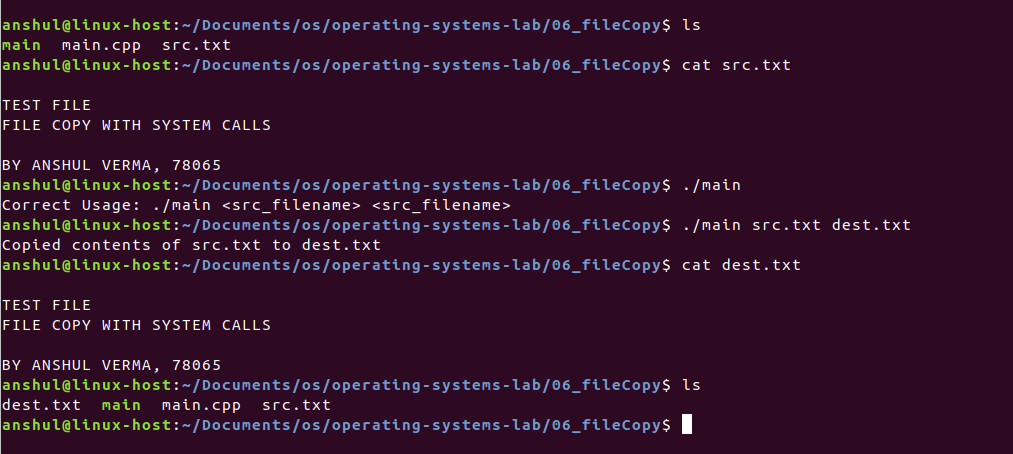 anshul@linux-host:~/Documents/os/operating-systems-lab/06_fileCopy$ ls
main  main.cpp  src.txt
anshul@linux-host:~/Documents/os/operating-systems-lab/06_fileCopy$ cat src.txt
TEST FILE
FILE COPY WITH SYSTEM CALLS
BY ANSHUL VERMA, 78065
anshul@linux-host:~/Documents/os/operating-systems-lab/06_fileCopy$ ./main
Correct Usage: ./main <src_filename> <src_filename>
anshul@linux-host:~/Documents/os/operating-systems-lab/06_fileCopy$ ./main src.txt dest.txt
Copied contents of src.txt to dest.txt
anshul@linux-host:~/Documents/os/operating-systems-lab/06_fileCopy$ cat dest.txt
TEST FILE
FILE COPY WITH SYSTEM CALLS
BY ANSHUL VERMA, 78065
anshul@linux-host:~/Documents/os/operating-systems-lab/06_fileCopy$ ls
dest.txt  main  main.cpp  src.txt
anshul@linux-host:~/Documents/os/operating-systems-lab/06_fileCopy$